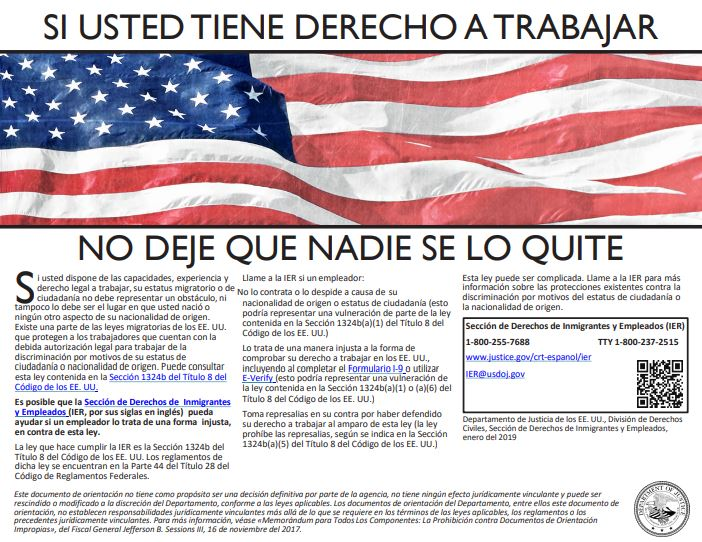 SI USTED TIENE DERECHO A TRABAJAR
NO DEJE QUE NADIE SE LO QUITE
Si usted dispone de las capacidades, experiencia y
derecho legal a trabajar, su estatus migratorio o de
ciudadanía no debe representar un obstáculo, ni
tampoco lo debe ser el lugar en que usted nació o
ningún otro aspecto de su nacionalidad de origen.
Existe una parte de las leyes migratorias de los EE. UU.
que protegen a los trabajadores que cuentan con la
debida autorización legal para trabajar de la
discriminación por motivos de su estatus de
ciudadanía o nacionalidad de origen. Puede consultar
esta ley contenida en la Sección 1324b del Título 8 del
Código de los EE. UU.
Es posible que la Sección de Derechos de Inmigrantes
y Empleados (IER, por sus siglas en inglés) pueda
ayudar si un empleador lo trata de una forma injusta,
en contra de esta ley.
La ley que hace cumplir la IER es la Sección 1324b del
Título 8 del Código de los EE. UU. Los reglamentos de
dicha ley se encuentran en la Parte 44 del Título 28 del
Código de Reglamentos Federales.
Llame a la IER si un empleador:
No lo contrata o lo despide a causa de su
nacionalidad de origen o estatus de ciudadanía (esto
podría representar una vulneración de parte de la ley
contenida en la Sección 1324b(a)(1) del Título 8 del
Código de los EE. UU.)
Lo trata de una manera injusta a la forma de
comprobar su derecho a trabajar en los EE. UU.,
incluyendo al completar el Formulario I-9 o utilizar
E-Verify (esto podría representar una vulneración de
la ley contenida en la Sección 1324b(a)(1) o (a)(6) del
Título 8 del Código de los EE. UU.)
Toma represalias en su contra por haber defendido
su derecho a trabajar al amparo de esta ley (la ley
prohíbe las represalias, según se indica en la Sección
1324b(a)(5) del Título 8 del Código de los EE. UU.)
Esta ley puede ser complicada. Llame a la IER para más
información sobre las protecciones existentes contra la
discriminación por motivos del estatus de ciudadanía o
la nacionalidad de origen.
Sección de Derechos de Inmigrantes y Empleados (IER)
1-800-255-7688 TTY 1-800-237-2515
www.justice.gov/crt-espanol/ier
IER@usdoj.gov
Departamento de Justicia de los EE. UU., División de Derechos
Civiles, Sección de Derechos de Inmigrantes y Empleados,
enero del 2019
Este documento de orientación no tiene como propósito ser una decisión definitiva por parte de la agencia, no tiene ningún efecto jurídicamente vinculante y puede ser
rescindido o modificado a la discreción del Departamento, conforme a las leyes aplicables. Los documentos de orientación del Departamento, entre ellos este documento de
orientación, no establecen responsabilidades jurídicamente vinculantes más allá de lo que se requiere en los términos de las leyes aplicables, los reglamentos o los
precedentes jurídicamente vinculantes. Para más información, véase «Memorándum para Todos Los Componentes: La Prohibición contra Documentos de Orientación
Impropios», del Fiscal General Jefferson B. Sessions III, 16 de noviembre del 2017.